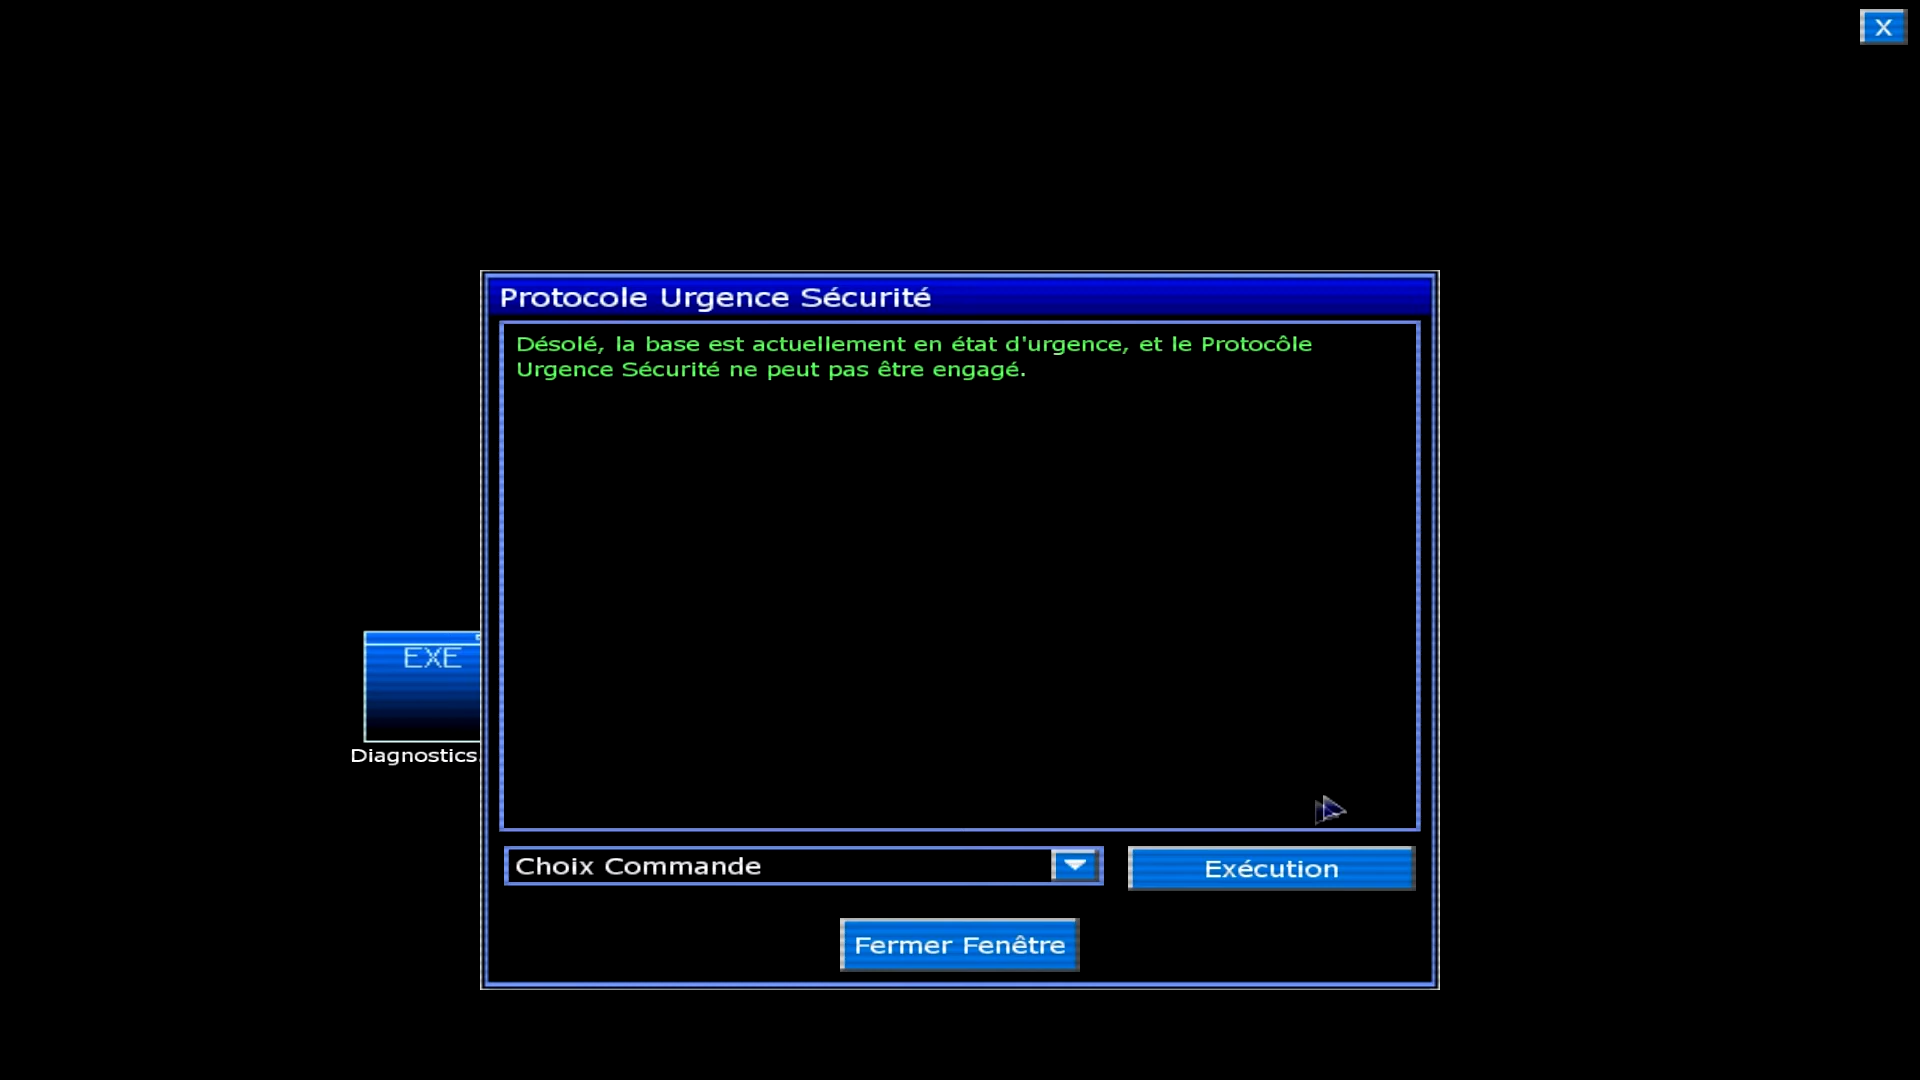 X
Protocole Urgence Sécurité
Désolé, la base est actuellement en état d'urgence, et le Protocôle
Urgence Sécurité ne peut pas être engagé.
EXE
Diagnostics.
Choix Commande
Exécution
Fermer Fenêtre